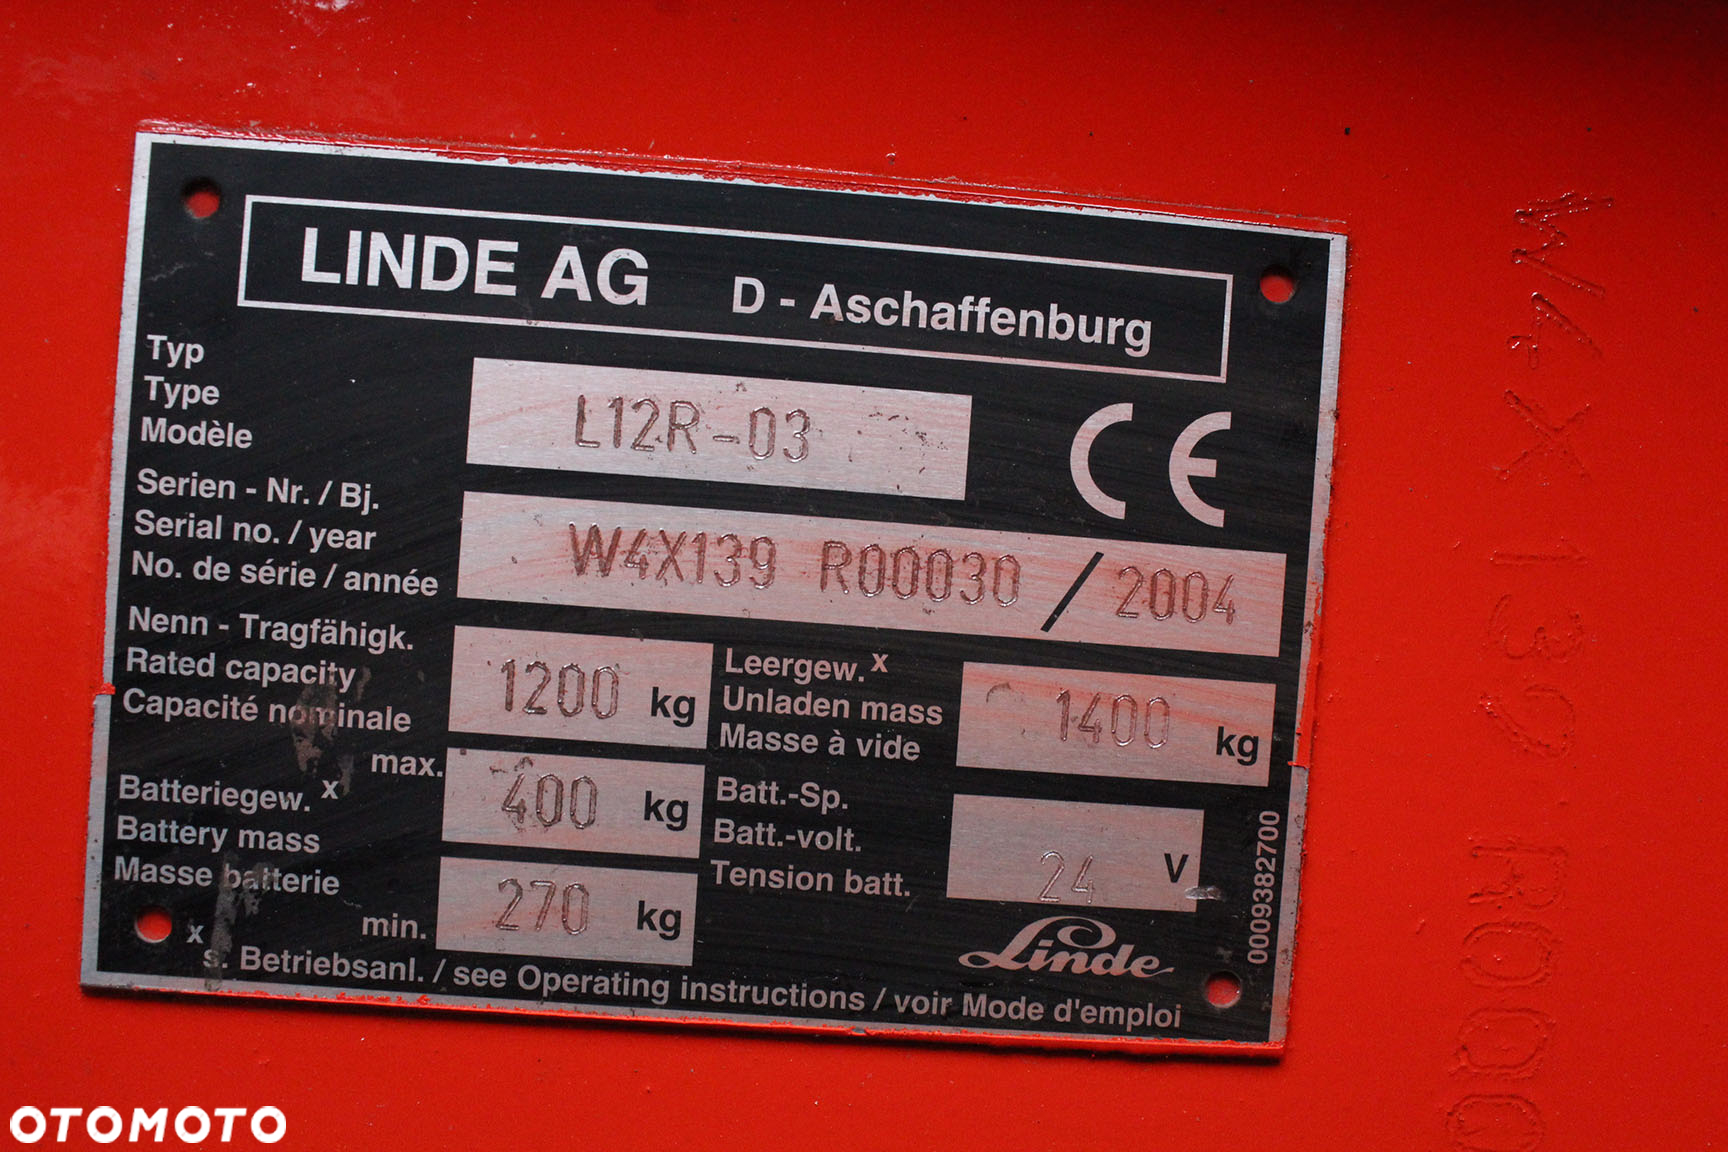 LINDE AG D - Aschaffenburg
Typ
Type
Modèle
L12R-03
CE
Serien - Nr. / Bj.
Serial no. / year
No. de série / année
W4X139 R00030 / 2004
Nenn - Tragfähigk.
Rated capacity
Capacité nominale
1200 kg
Leergew. x
Unladen mass
Masse à vide
1400 kg
Batteriegew. x
Battery mass
Masse batterie
max. 400 kg
min. 270 kg
Batt.-Sp.
Batt.-volt.
Tension batt.
24 V
Linde
x s. Betriebsanl. / see Operating instructions / voir Mode d'emploi
0009382700
W4X139R000
OTOMOTO